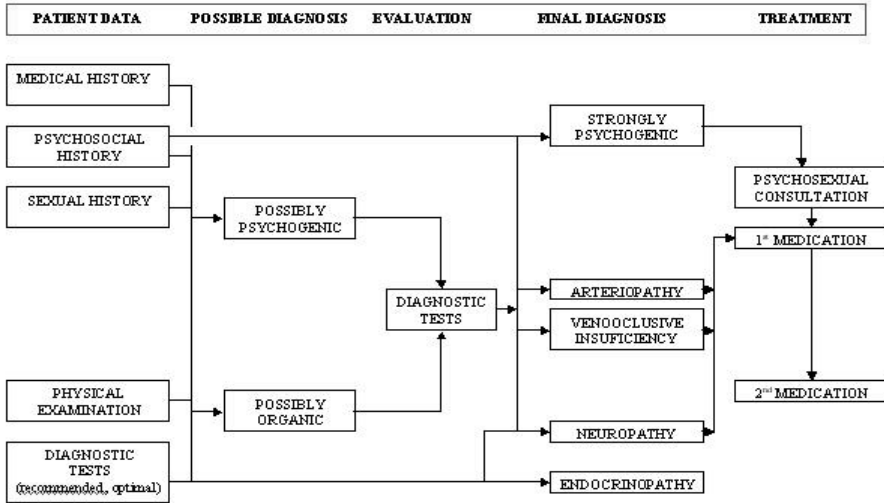 PATIENT DATA POSSIBLE DIAGNOSIS EVALUATION FINAL DIAGNOSIS TREATMENT
MEDICAL HISTORY
PSYCHOSOCIAL
HISTORY
SEXUAL HISTORY
PHYSICAL
EXAMINATION
DIAGNOSTIC
TESTS
(recommended, optimal)
POSSIBLY
PSYCHOGENIC
POSSIBLY
ORGANIC
DIAGNOSTIC
TESTS
STRONGLY
PSYCHOGENIC
ARTERIOPATHY
VENOOCLUSIVE
INSUFICIENCY
NEUROPATHY
ENDOCRINOPATHY
PSYCHOSEXUAL
CONSULTATION
1st MEDICATION
2nd MEDICATION